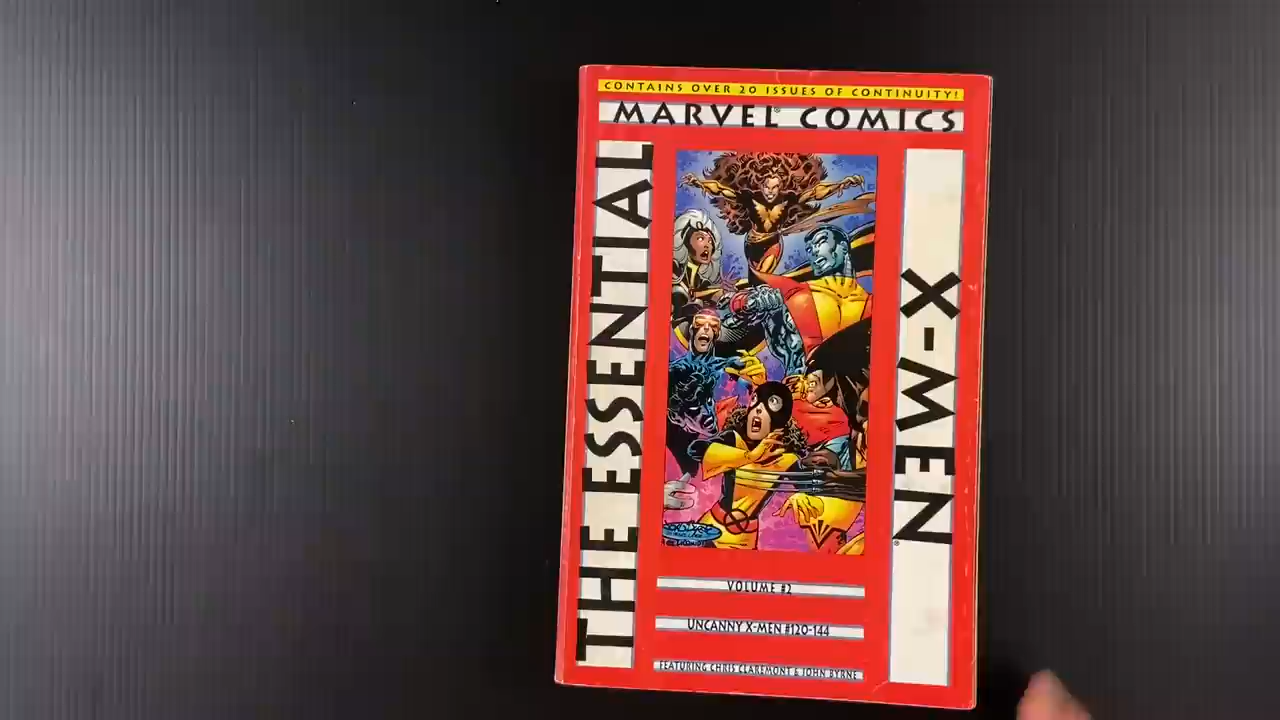 CONTAINS OVER 20 ISSUES OF CONTINUITY!
MARVEL® COMICS
THE ESSENTIAL
X-MEN®
VOLUME #2
UNCANNY X-MEN #120-144
FEATURING CHRIS CLAREMONT & JOHN BYRNE